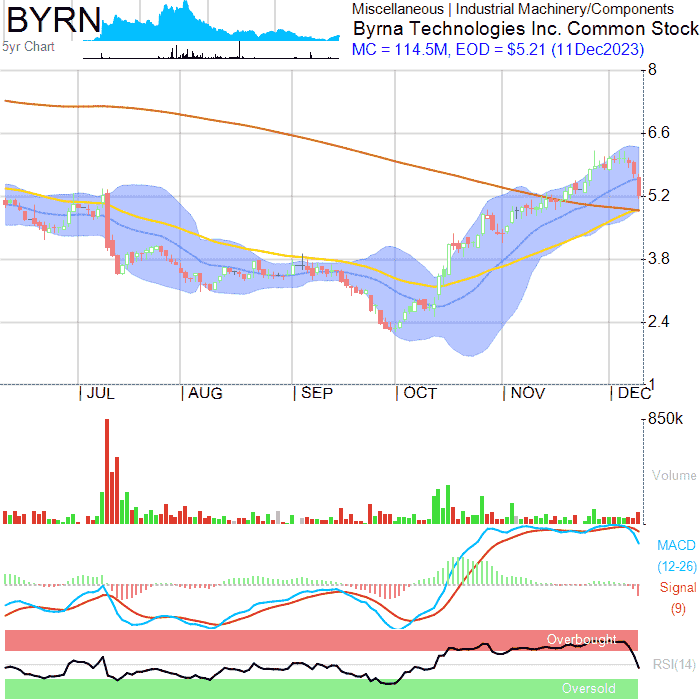 BYRN
5yr Chart
Miscellaneous | Industrial Machinery/Components
Byrna Technologies Inc. Common Stock
MC = 114.5M, EOD = $5.21 (11Dec2023)
8
6.6
5.2
3.8
2.4
1
JUL AUG SEP OCT NOV DEC
850k
Volume
MACD
(12-26)
Signal
(9)
Overbought
RSI(14)
Oversold